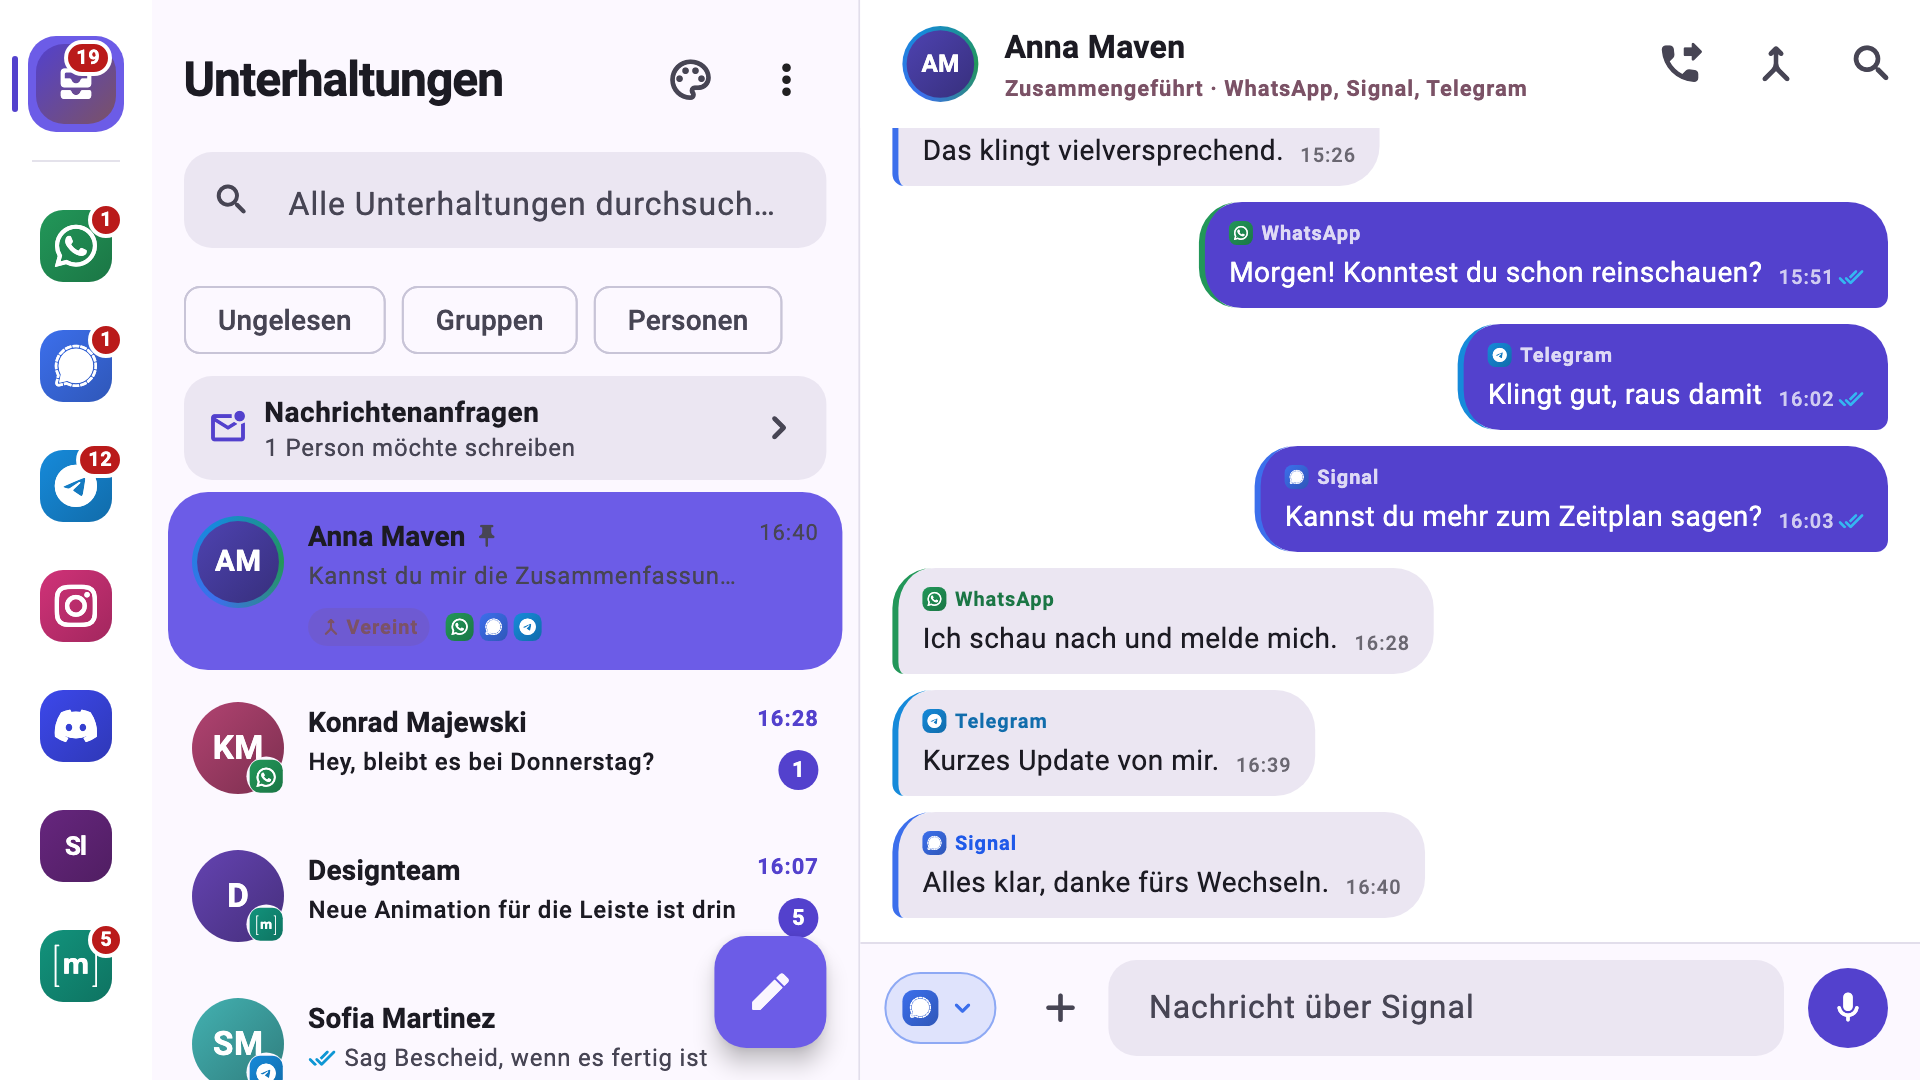 19
1
1
12
SI
[m]
5
Unterhaltungen
Alle Unterhaltungen durchsuch…
Ungelesen
Gruppen
Personen
Nachrichtenanfragen
1 Person möchte schreiben
AM
Anna Maven
16:40
Kannst du mir die Zusammenfassun…
Vereint
KM
Konrad Majewski
16:28
Hey, bleibt es bei Donnerstag?
1
D
[m]
Designteam
16:07
Neue Animation für die Leiste ist drin
5
SM
Sofia Martinez
Sag Bescheid, wenn es fertig ist
AM
Anna Maven
Zusammengeführt · WhatsApp, Signal, Telegram
Das klingt vielversprechend. 15:26
WhatsApp
Morgen! Konntest du schon reinschauen? 15:51
Telegram
Klingt gut, raus damit 16:02
Signal
Kannst du mehr zum Zeitplan sagen? 16:03
WhatsApp
Ich schau nach und melde mich. 16:28
Telegram
Kurzes Update von mir. 16:39
Signal
Alles klar, danke fürs Wechseln. 16:40
Nachricht über Signal